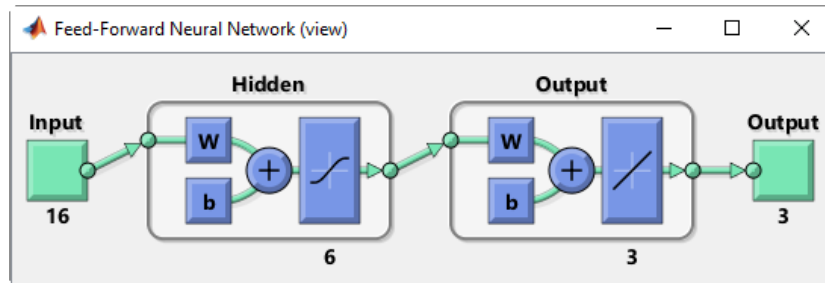 Feed-Forward Neural Network (view)
Hidden
Output
Input
Output
W
W
+
+
b
b
16
3
6
3